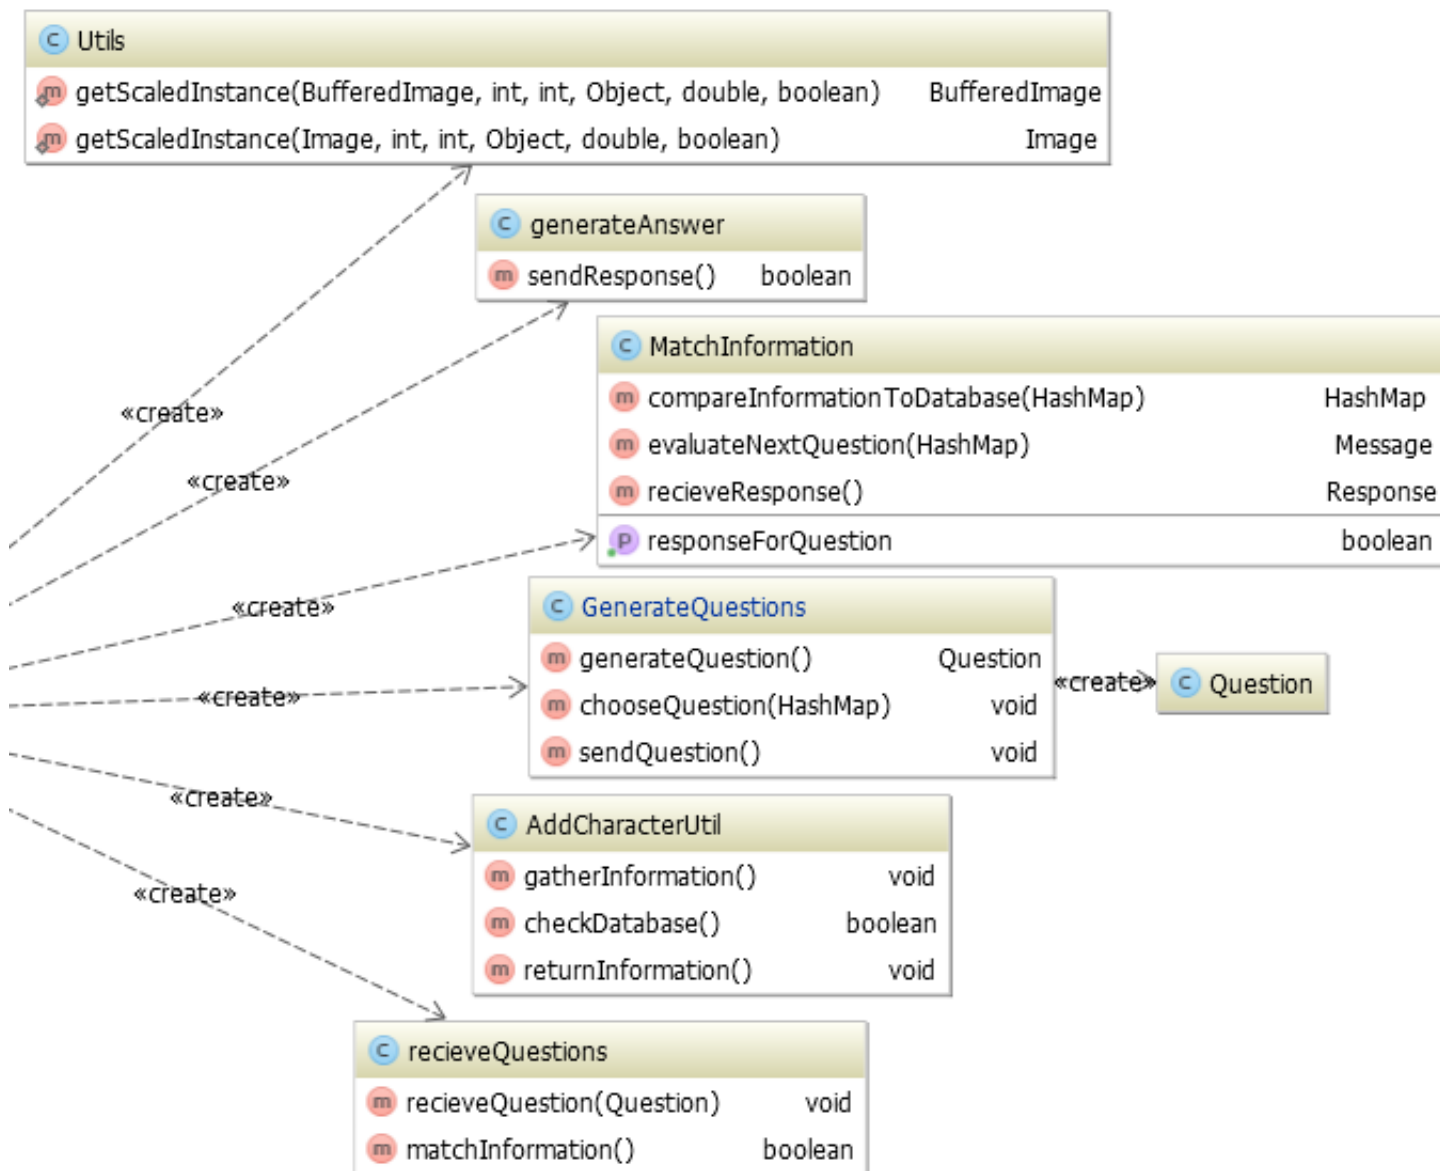 C Utils
m getScaledInstance(BufferedImage, int, int, Object, double, boolean) BufferedImage
m getScaledInstance(Image, int, int, Object, double, boolean) Image
C generateAnswer
m sendResponse() boolean
C MatchInformation
m compareInformationToDatabase(HashMap) HashMap
«create»
m evaluateNextQuestion(HashMap) Message
«create»
m recieveResponse() Response
P responseForQuestion boolean
C GenerateQuestions
«create»
m generateQuestion() Question
«create» C Question
«create»
m chooseQuestion(HashMap) void
m sendQuestion() void
«create»
C AddCharacterUtil
m gatherInformation() void
«create»
m checkDatabase() boolean
m returnInformation() void
C recieveQuestions
m recieveQuestion(Question) void
m matchInformation() boolean